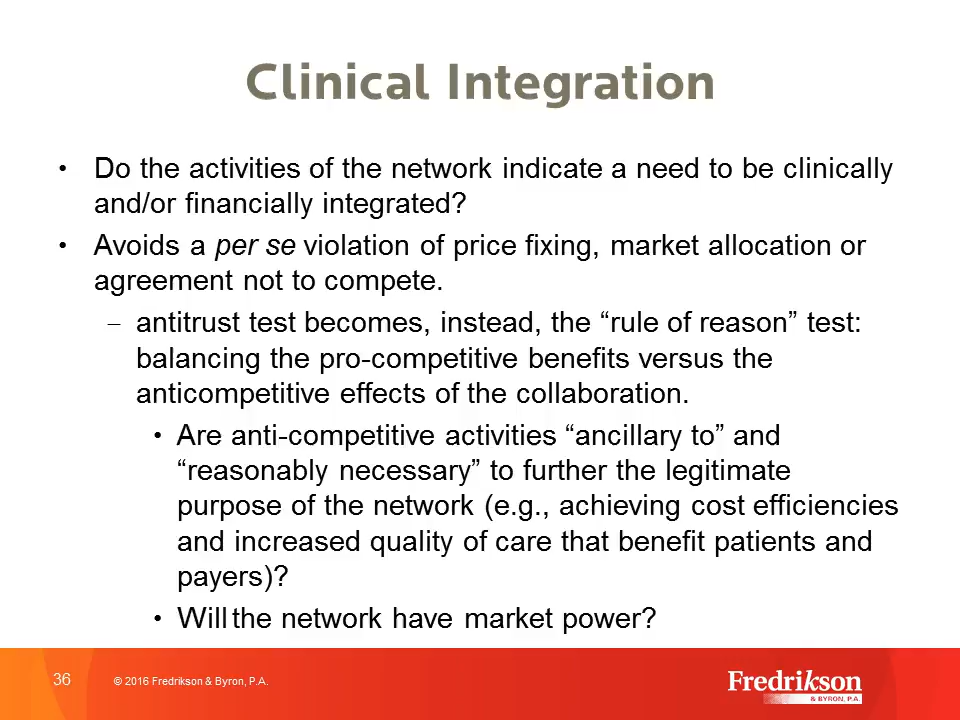 Clinical Integration
• Do the activities of the network indicate a need to be clinically
and/or financially integrated?
• Avoids a per se violation of price fixing, market allocation or
agreement not to compete.
– antitrust test becomes, instead, the “rule of reason” test:
balancing the pro-competitive benefits versus the
anticompetitive effects of the collaboration.
• Are anti-competitive activities “ancillary to” and
“reasonably necessary” to further the legitimate
purpose of the network (e.g., achieving cost efficiencies
and increased quality of care that benefit patients and
payers)?
• Will the network have market power?
36
© 2016 Fredrikson & Byron, P.A.
Fredrikson
& BYRON, P.A.